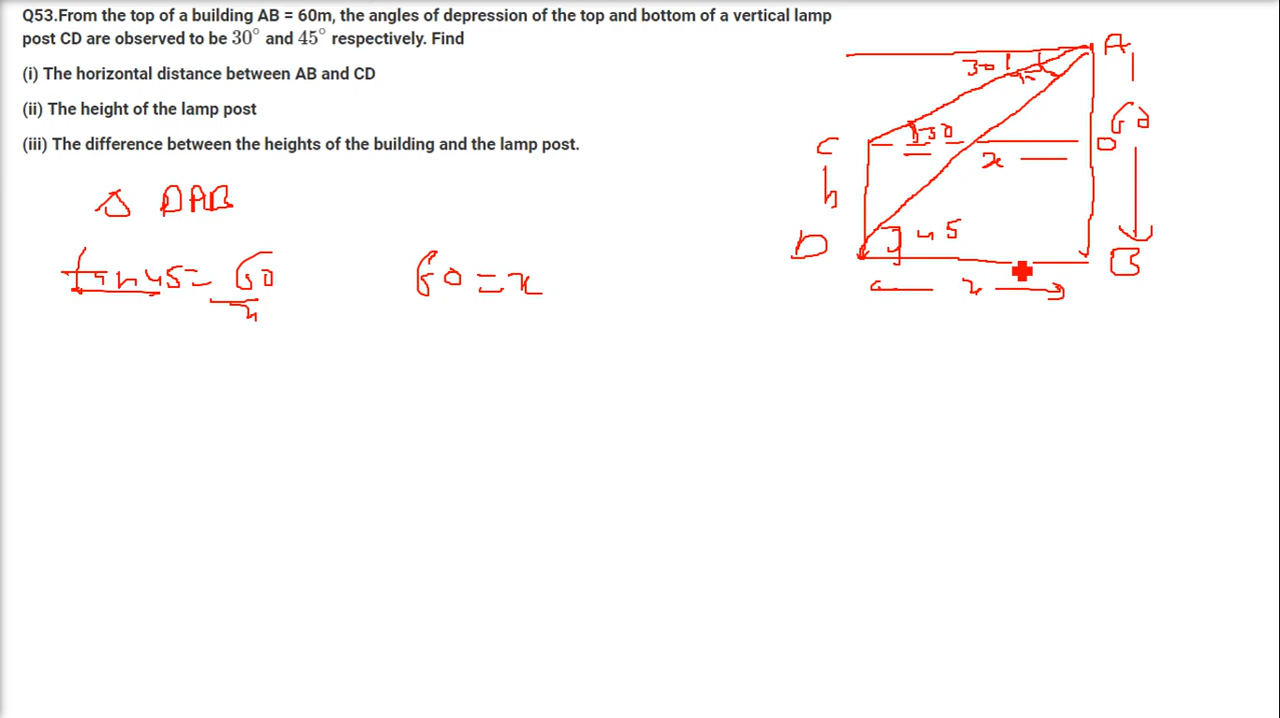 Q53.From the top of a building AB = 60m, the angles of depression of the top and bottom of a vertical lamp
post CD are observed to be 30° and 45° respectively. Find
(i) The horizontal distance between AB and CD
(ii) The height of the lamp post
(iii) The difference between the heights of the building and the lamp post.
Δ DAB
tan 45 = 60/x
60 = x
A
30
60
30
C
x
h
45
D
B
x